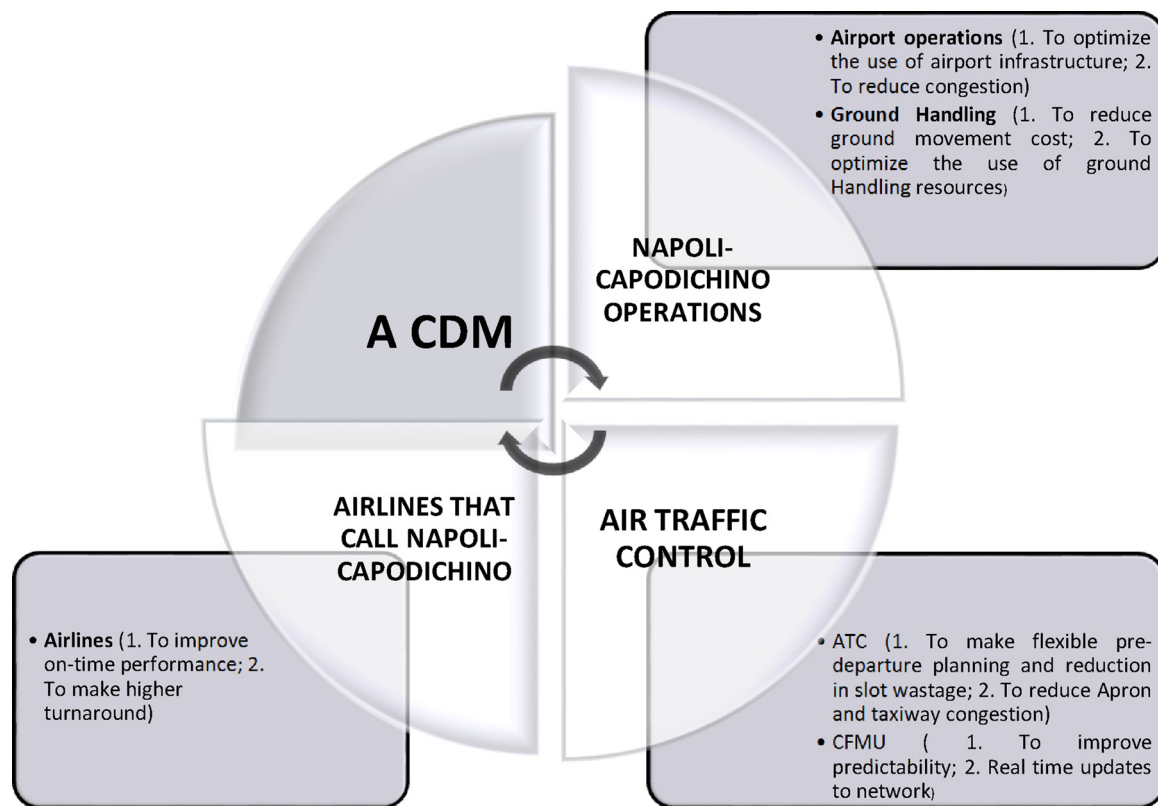 • Airport operations (1. To optimize
the use of airport infrastructure; 2.
To reduce congestion)
• Ground Handling (1. To reduce
ground movement cost; 2. To
optimize the use of ground
Handling resources)
NAPOLI-
CAPODICHINO
OPERATIONS
A CDM
AIRLINES THAT
CALL NAPOLI-
CAPODICHINO
AIR TRAFFIC
CONTROL
• Airlines (1. To improve
on-time performance; 2.
To make higher
turnaround)
• ATC (1. To make flexible pre-
departure planning and reduction
in slot wastage; 2. To reduce Apron
and taxiway congestion)
• CFMU ( 1. To improve
predictability; 2. Real time updates
to network)